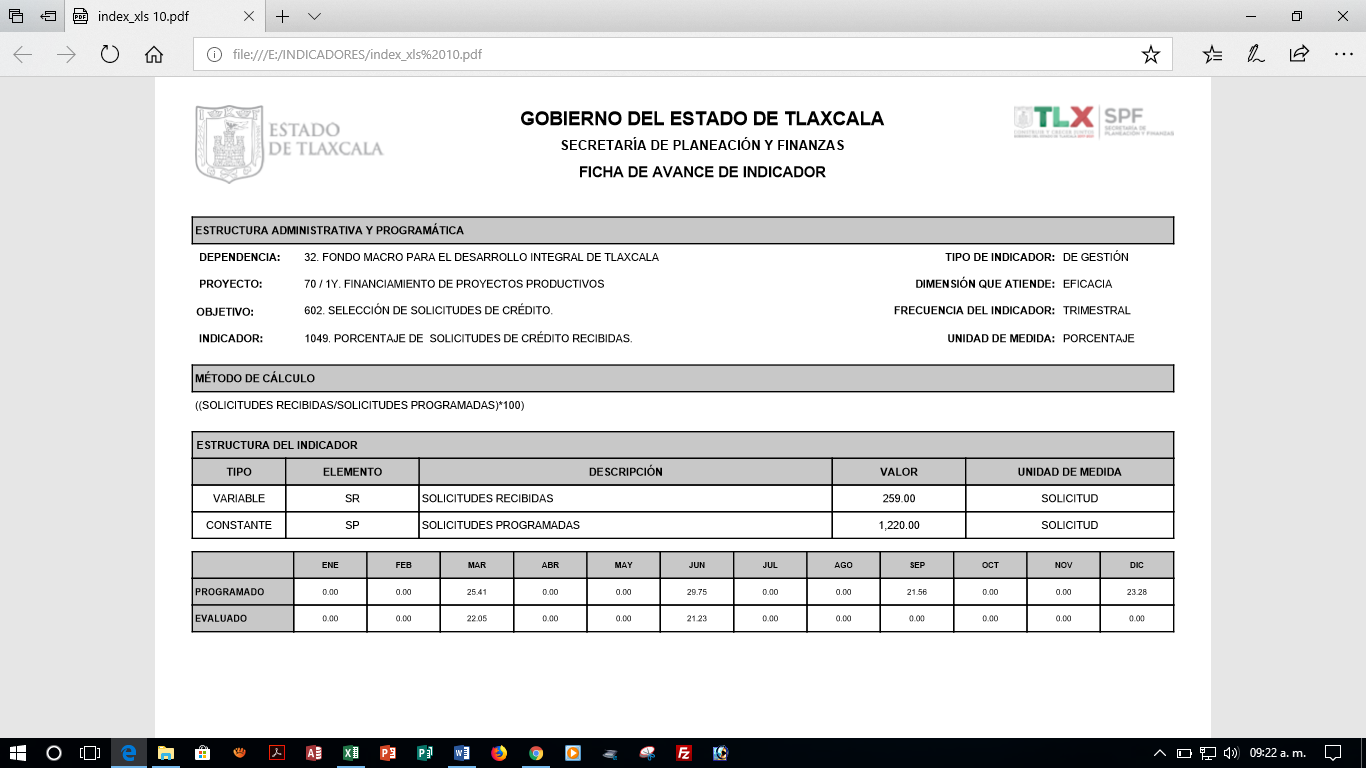 index_xls 10.pdf
file:///E:/INDICADORES/index_xls%2010.pdf
ESTADO
DE TLAXCALA
GOBIERNO DEL ESTADO DE TLAXCALA
SECRETARÍA DE PLANEACIÓN Y FINANZAS
FICHA DE AVANCE DE INDICADOR
TLX
CONSTRUIR Y CRECER JUNTOS
SPF
SECRETARÍA DE
PLANEACIÓN Y FINANZAS
ESTRUCTURA ADMINISTRATIVA Y PROGRAMÁTICA
DEPENDENCIA: 32. FONDO MACRO PARA EL DESARROLLO INTEGRAL DE TLAXCALA TIPO DE INDICADOR: DE GESTIÓN
PROYECTO: 70 / 1Y. FINANCIAMIENTO DE PROYECTOS PRODUCTIVOS DIMENSIÓN QUE ATIENDE: EFICACIA
OBJETIVO: 602. SELECCIÓN DE SOLICITUDES DE CRÉDITO. FRECUENCIA DEL INDICADOR: TRIMESTRAL
INDICADOR: 1049. PORCENTAJE DE SOLICITUDES DE CRÉDITO RECIBIDAS. UNIDAD DE MEDIDA: PORCENTAJE
MÉTODO DE CÁLCULO
((SOLICITUDES RECIBIDAS/SOLICITUDES PROGRAMADAS)*100)
ESTRUCTURA DEL INDICADOR
TIPO ELEMENTO DESCRIPCIÓN VALOR UNIDAD DE MEDIDA
VARIABLE SR SOLICITUDES RECIBIDAS 259.00 SOLICITUD
CONSTANTE SP SOLICITUDES PROGRAMADAS 1,220.00 SOLICITUD
ENE FEB MAR ABR MAY JUN JUL AGO SEP OCT NOV DIC
PROGRAMADO 0.00 0.00 25.41 0.00 0.00 29.75 0.00 0.00 21.56 0.00 0.00 23.28
EVALUADO 0.00 0.00 22.05 0.00 0.00 21.23 0.00 0.00 0.00 0.00 0.00 0.00
09:22 a. m.